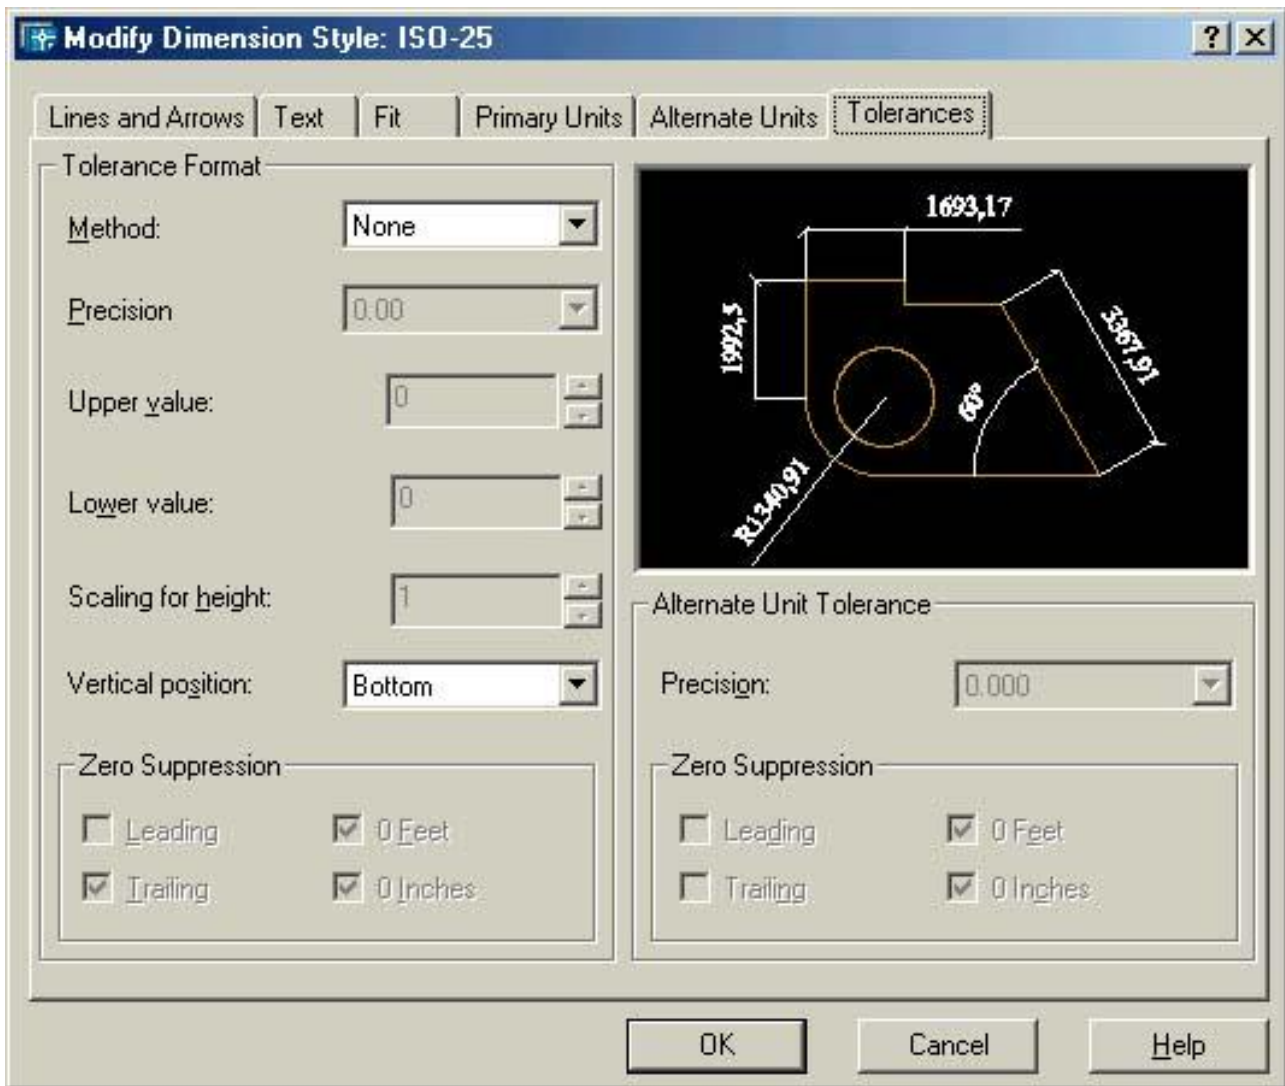 Modify Dimension Style: ISO-25
Lines and Arrows Text Fit Primary Units Alternate Units Tolerances
Tolerance Format
Method: None
Precision 0.00
Upper value: 0
Lower value: 0
Scaling for height: 1
Vertical position: Bottom
Zero Suppression
Leading 0 Feet
Trailing 0 Inches
1693,17
1992,5
3367,91
60°
R1340,91
Alternate Unit Tolerance
Precision: 0.000
Zero Suppression
Leading 0 Feet
Trailing 0 Inches
OK Cancel Help